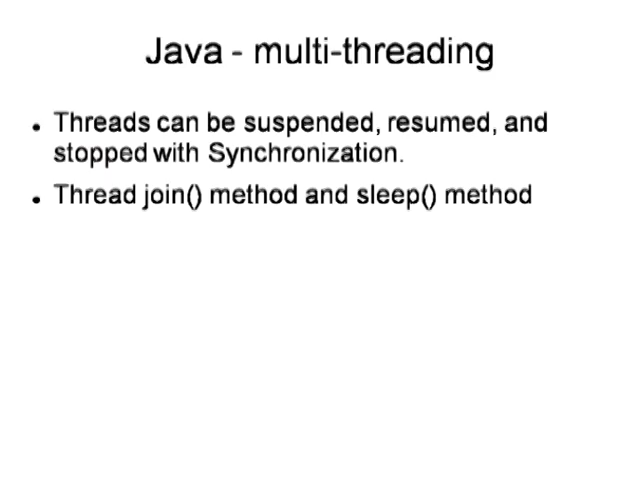 Java - multi-threading
• Threads can be suspended, resumed, and
stopped with Synchronization.
• Thread join() method and sleep() method